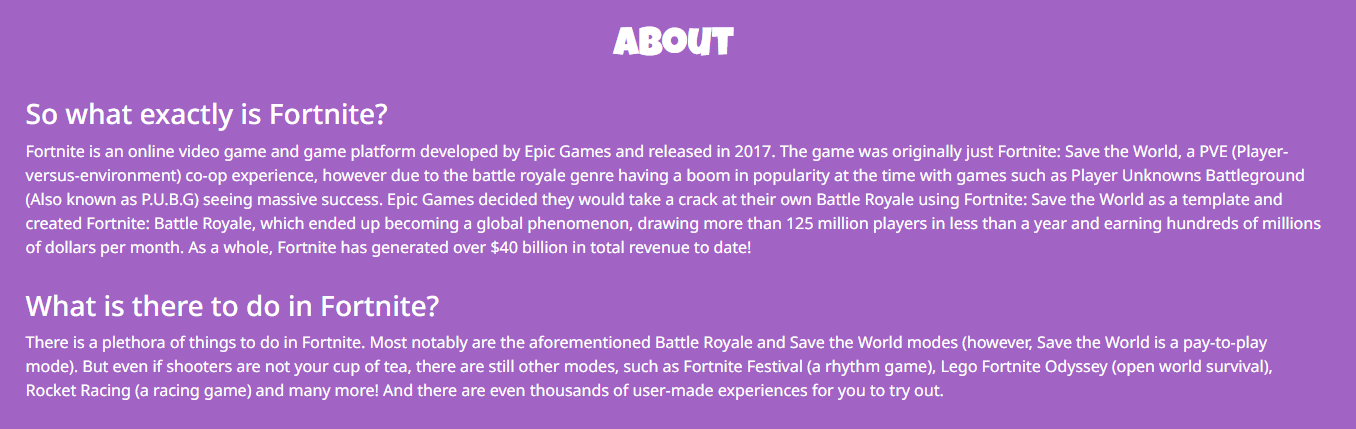 ABOUT
So what exactly is Fortnite?
Fortnite is an online video game and game platform developed by Epic Games and released in 2017. The game was originally just Fortnite: Save the World, a PVE (Player-
versus-environment) co-op experience, however due to the battle royale genre having a boom in popularity at the time with games such as Player Unknowns Battleground
(Also known as P.U.B.G) seeing massive success. Epic Games decided they would take a crack at their own Battle Royale using Fortnite: Save the World as a template and
created Fortnite: Battle Royale, which ended up becoming a global phenomenon, drawing more than 125 million players in less than a year and earning hundreds of millions
of dollars per month. As a whole, Fortnite has generated over $40 billion in total revenue to date!
What is there to do in Fortnite?
There is a plethora of things to do in Fortnite. Most notably are the aforementioned Battle Royale and Save the World modes (however, Save the World is a pay-to-play
mode). But even if shooters are not your cup of tea, there are still other modes, such as Fortnite Festival (a rhythm game), Lego Fortnite Odyssey (open world survival),
Rocket Racing (a racing game) and many more! And there are even thousands of user-made experiences for you to try out.